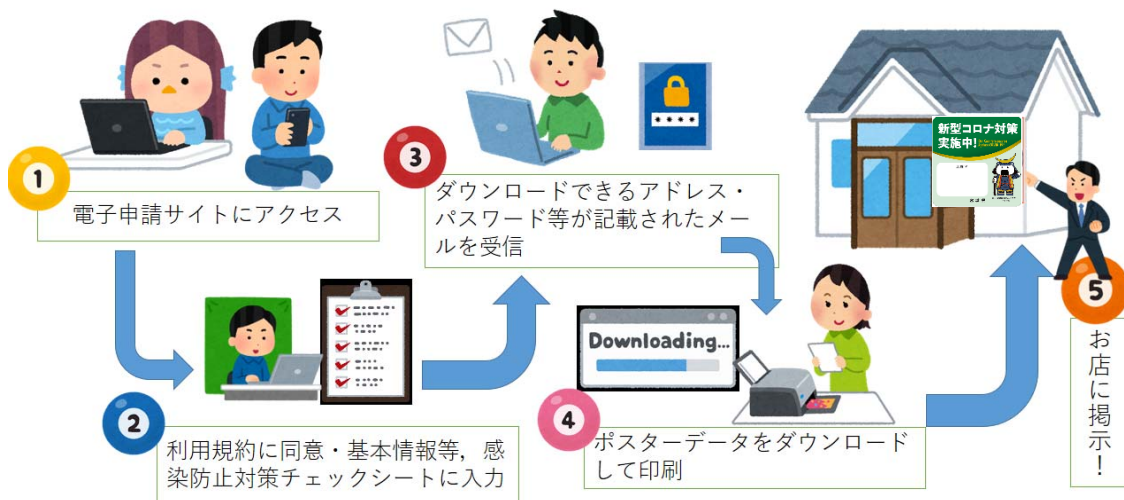 1
電子申請サイトにアクセス
2
利用規約に同意・基本情報等，感
染防止対策チェックシートに入力
3
ダウンロードできるアドレス・
パスワード等が記載されたメー
ルを受信
Downloading...
4
ポスターデータをダウンロード
して印刷
新型コロナ対策
実施中！
5
お店に掲示！